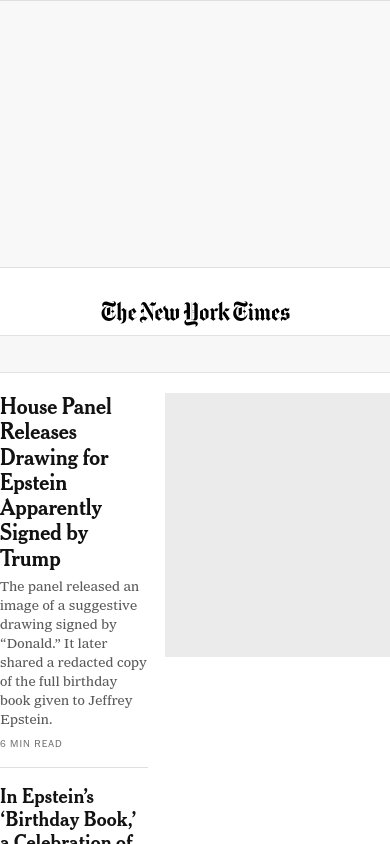 The New York Times
House Panel
Releases
Drawing for
Epstein
Apparently
Signed by
Trump
The panel released an
image of a suggestive
drawing signed by
“Donald.” It later
shared a redacted copy
of the full birthday
book given to Jeffrey
Epstein.
6 MIN READ
In Epstein’s
‘Birthday Book,’
a Celebration of